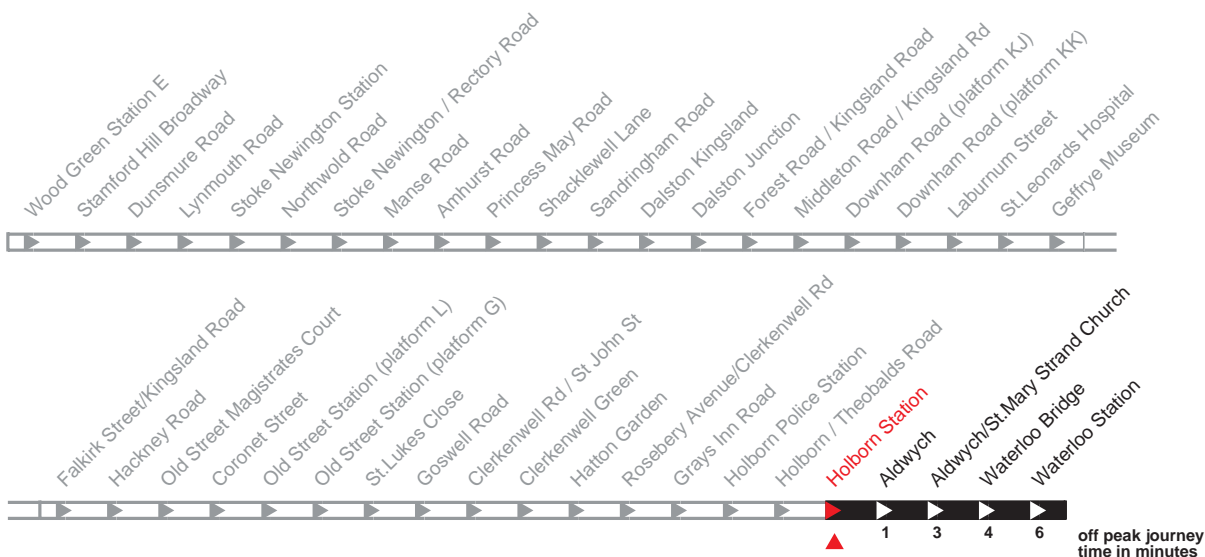 Wood Green Station E
Stamford Hill Broadway
Dunsmure Road
Lynmouth Road
Stoke Newington Station
Northwold Road
Stoke Newington / Rectory Road
Manse Road
Amhurst Road
Princess May Road
Shacklewell Lane
Sandringham Road
Dalston Kingsland
Dalston Junction
Forest Road / Kingsland Road
Middleton Road / Kingsland Rd
Downham Road (platform KJ)
Downham Road (platform KK)
Laburnum Street
St.Leonards Hospital
Geffrye Museum
Falkirk Street/Kingsland Road
Hackney Road
Old Street Magistrates Court
Coronet Street
Old Street Station (platform L)
Old Street Station (platform G)
St.Lukes Close
Goswell Road
Clerkenwell Rd / St John St
Clerkenwell Green
Hatton Garden
Rosebery Avenue/Clerkenwell Rd
Grays Inn Road
Holborn Police Station
Holborn / Theobalds Road
Holborn Station
Aldwych
Aldwych/St.Mary Strand Church
Waterloo Bridge
Waterloo Station
1 3 4 6
off peak journey
time in minutes